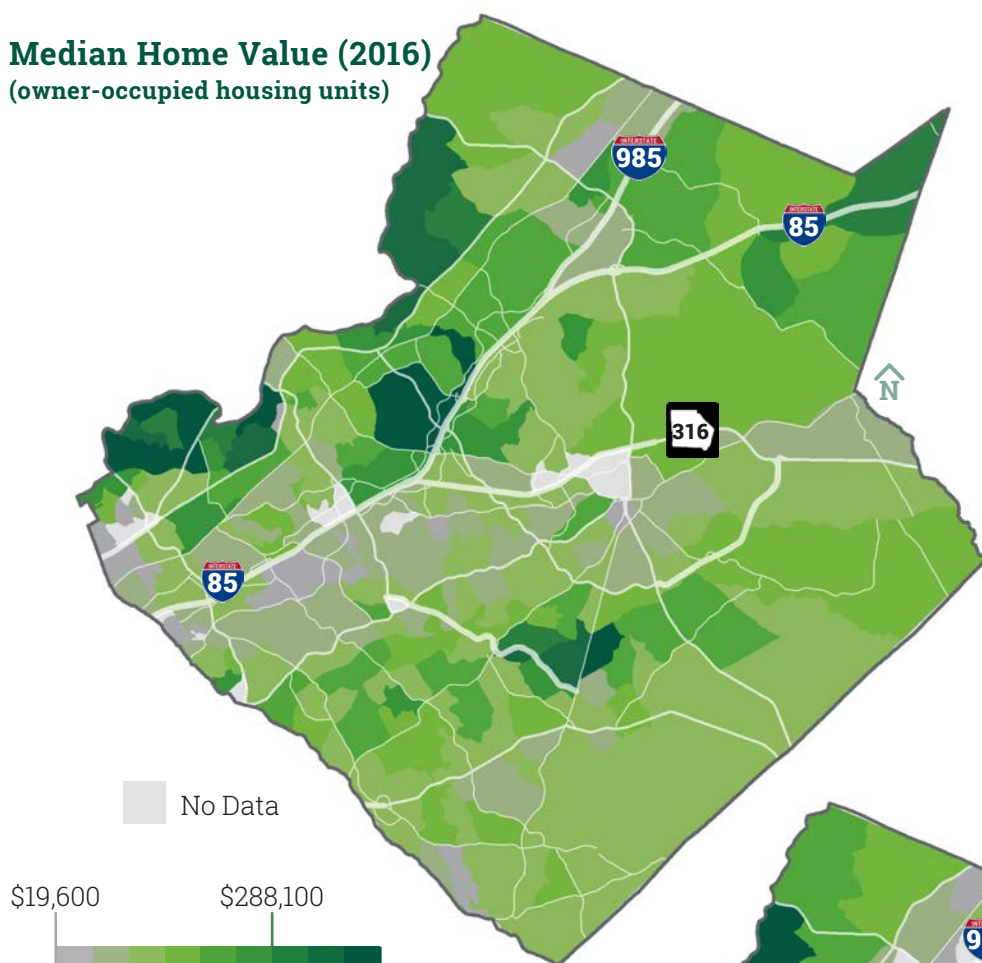 Median Home Value (2016)
(owner-occupied housing units)
INTERSTATE
985
INTERSTATE
85
N
316
INTERSTATE
85
No Data
$19,600
$288,100
9